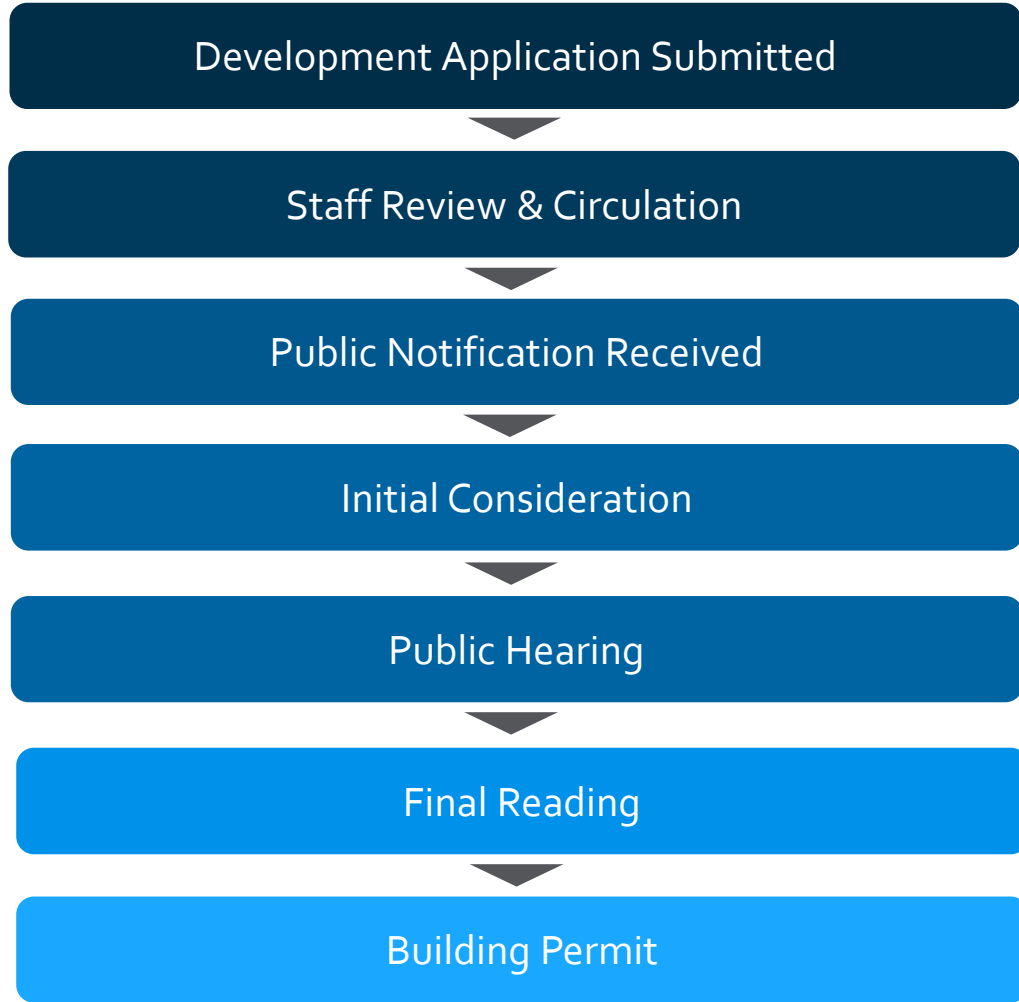 Development Application Submitted
Staff Review & Circulation
Public Notification Received
Initial Consideration
Public Hearing
Final Reading
Building Permit